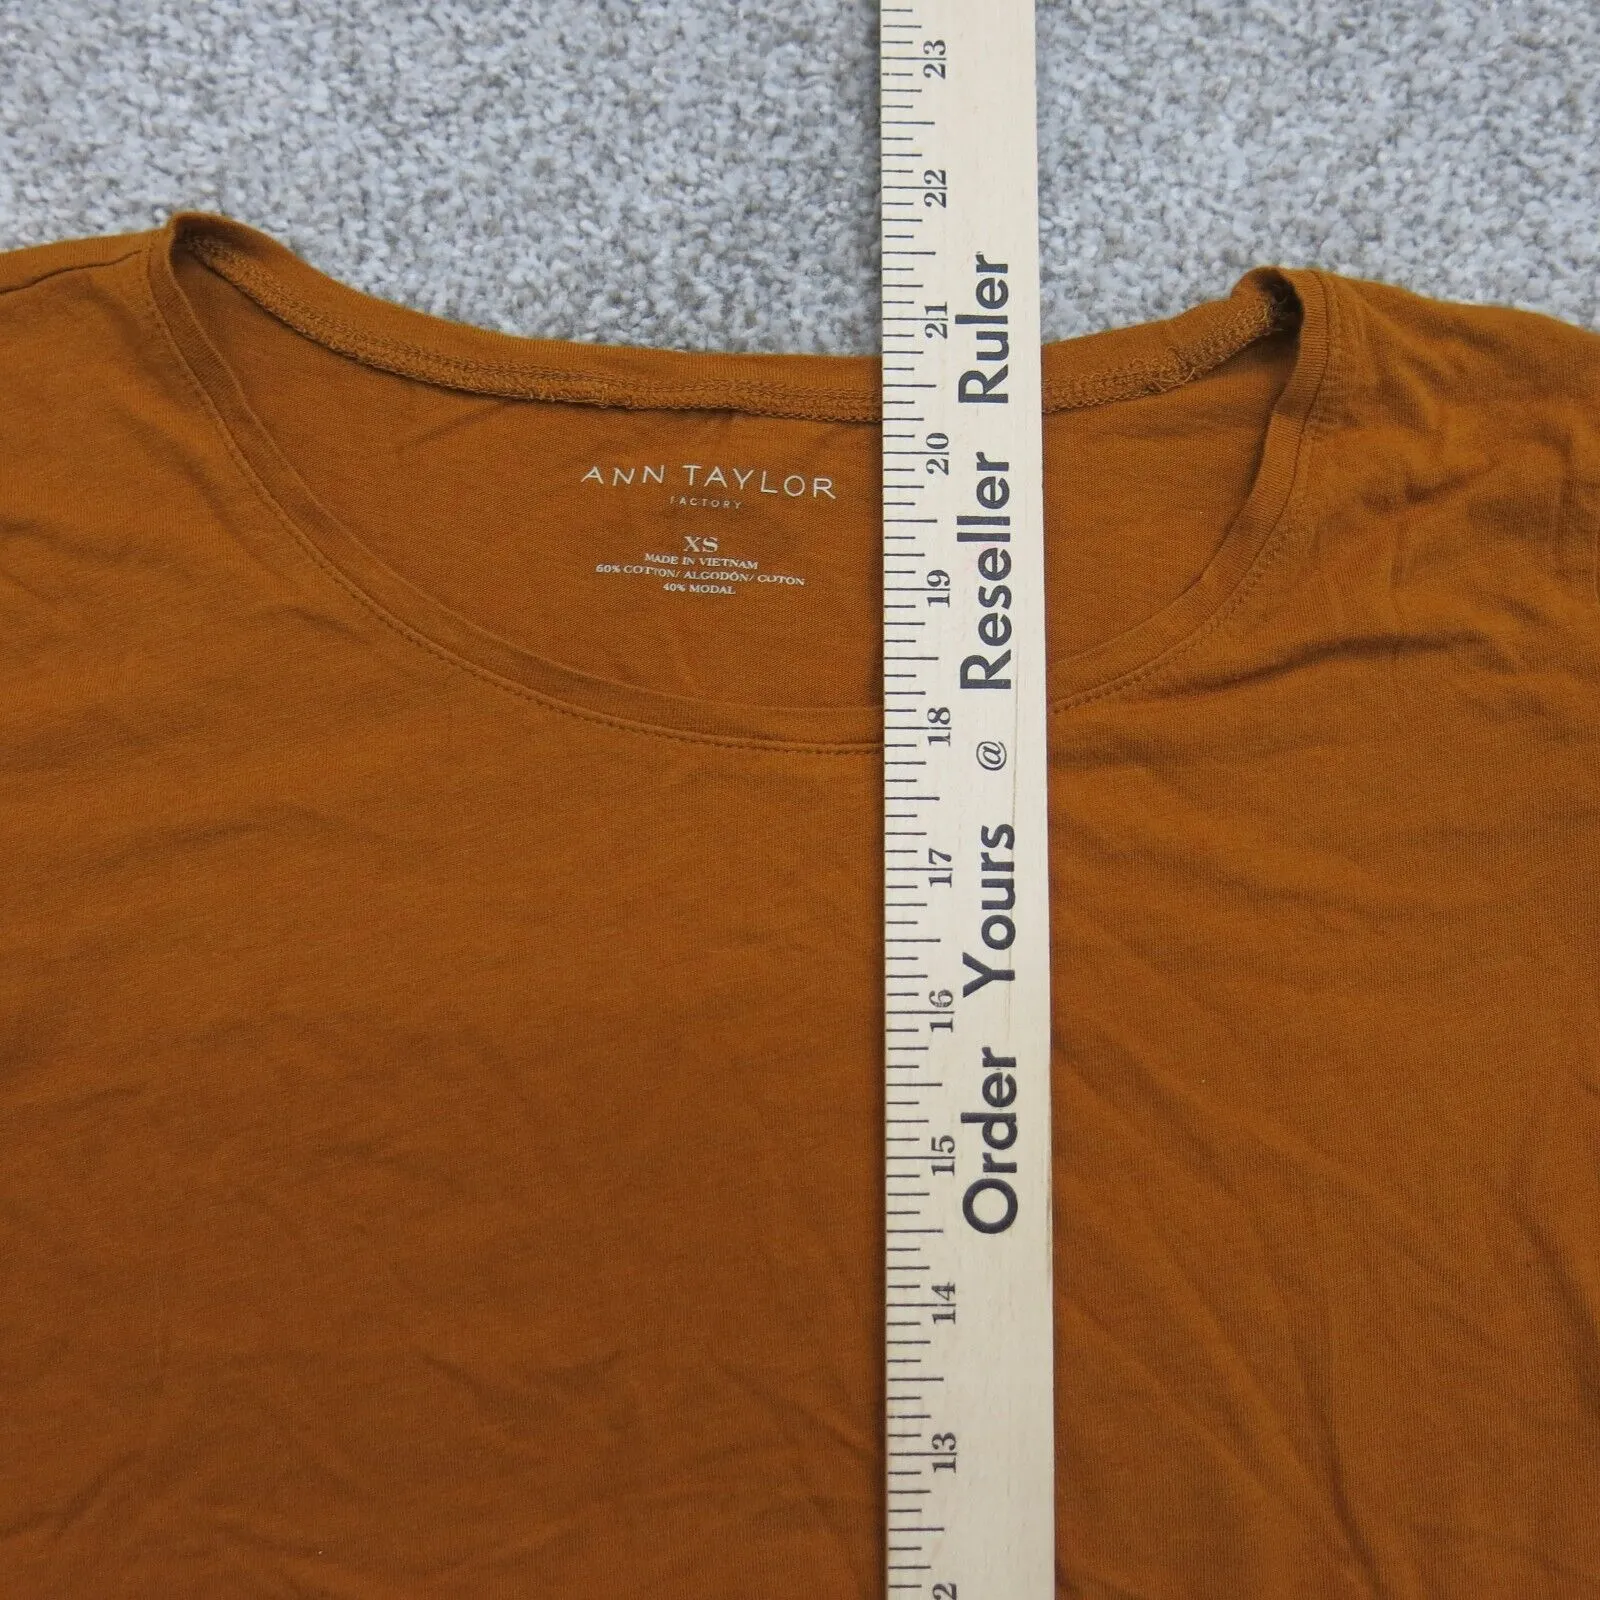 ANN TAYLOR
FACTORY
XS
MADE IN VIETNAM
60% COTTON/ ALGODÓN/ COTON
40% MODAL
Order Yours @ Reseller Ruler
23
22
21
20
19
18
17
16
15
14
13
2